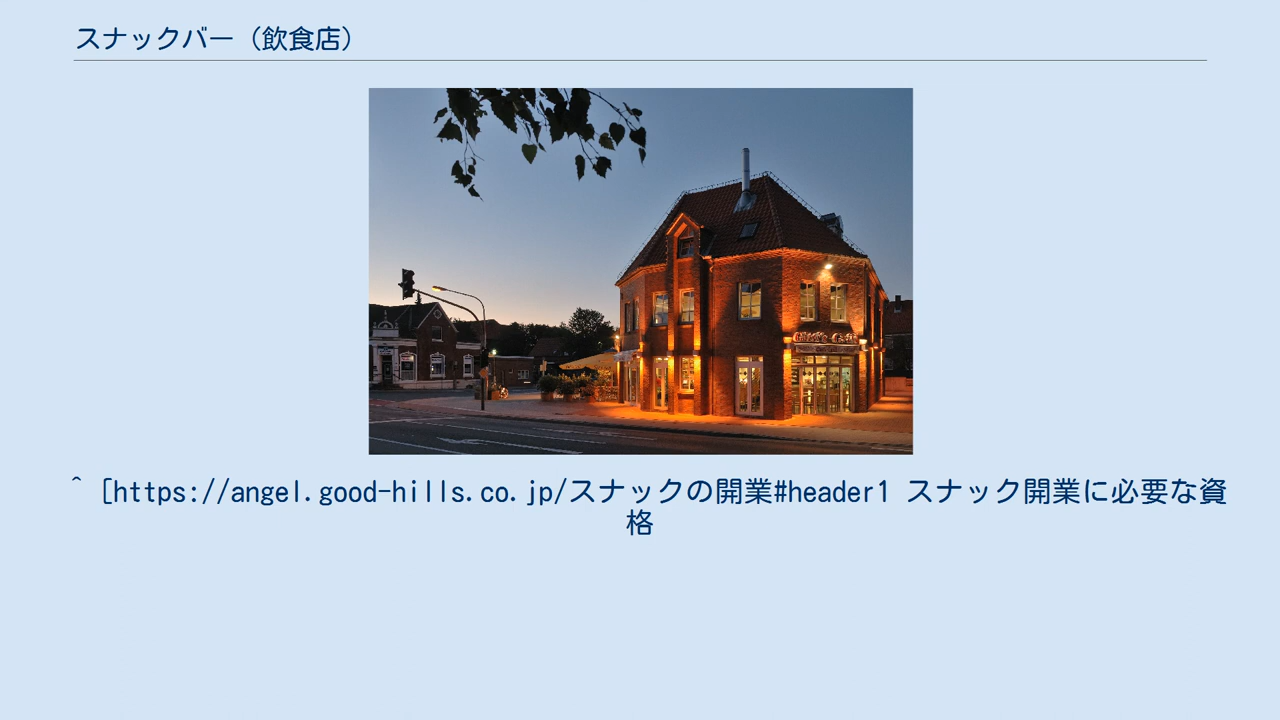 スナックバー（飲食店）
^ [https://angel.good-hills.co.jp/スナックの開業#header1 スナック開業に必要な資
格